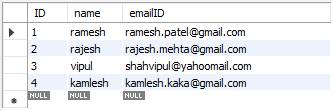 ID name emailID
1 ramesh ramesh.patel@gmail.com
2 rajesh rajesh.mehta@gmail.com
3 vipul shahvipul@yahoomail.com
4 kamlesh kamlesh.kaka@gmail.com
NULL NULL NULL